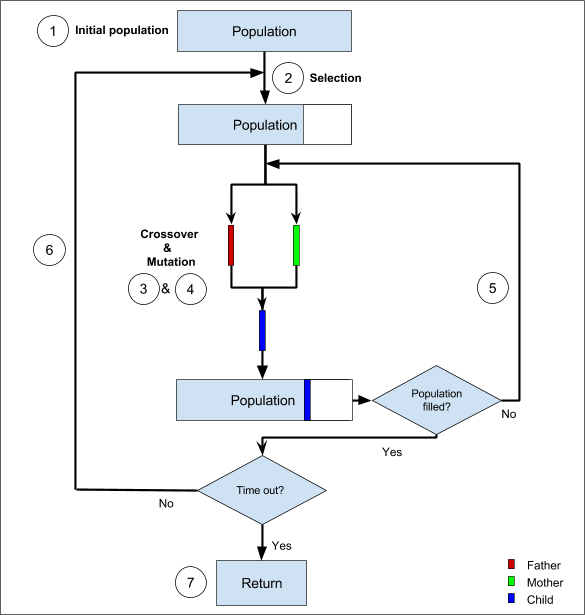 1 Initial population
Population
2 Selection
Population
Crossover
&
Mutation
3 & 4
6
5
Population
Population
filled?
No
Yes
Time out?
No
Yes
7
Return
Father
Mother
Child